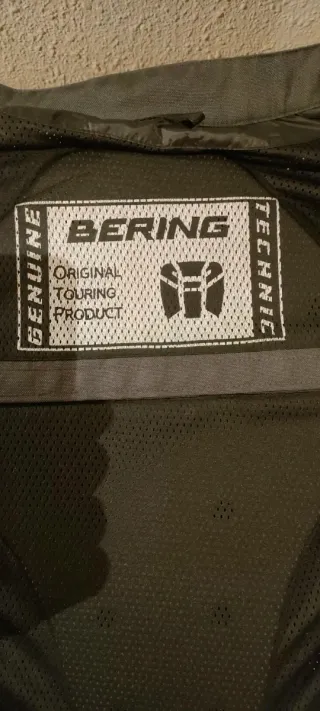 BERING
GENUINE
ORIGINAL
TOURING
PRODUCT
TECHNIC